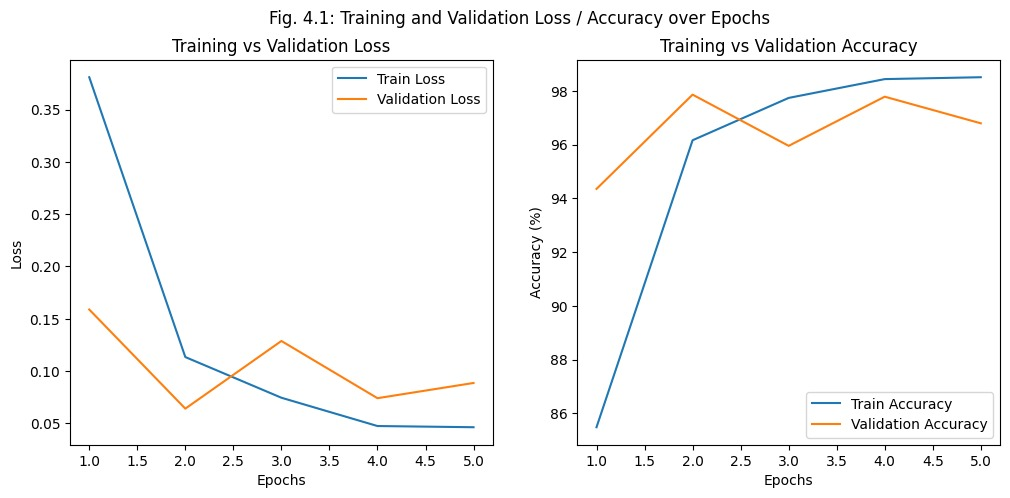 Fig. 4.1: Training and Validation Loss / Accuracy over Epochs
Training vs Validation Loss
Train Loss
Validation Loss
Loss
0.35
0.30
0.25
0.20
0.15
0.10
0.05
1.0 1.5 2.0 2.5 3.0 3.5 4.0 4.5 5.0
Epochs
Training vs Validation Accuracy
Accuracy (%)
98
96
94
92
90
88
86
Train Accuracy
Validation Accuracy
1.0 1.5 2.0 2.5 3.0 3.5 4.0 4.5 5.0
Epochs